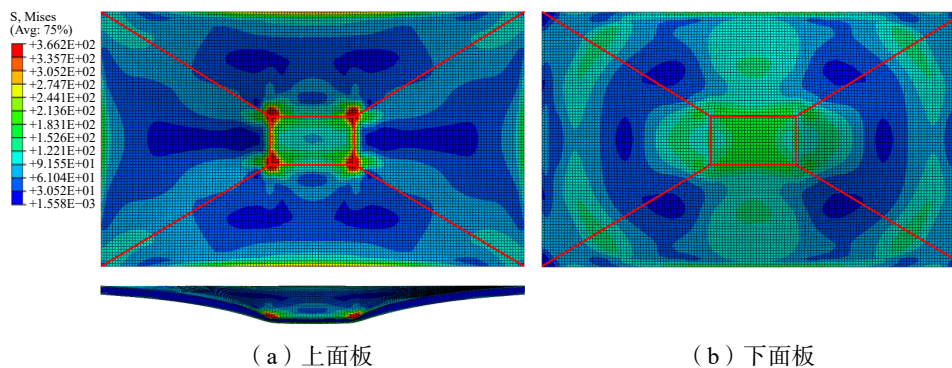 S, Mises
(Avg: 75%)
+3.662E+02
+3.357E+02
+3.052E+02
+2.747E+02
+2.441E+02
+2.136E+02
+1.831E+02
+1.526E+02
+1.221E+02
+9.155E+01
+6.104E+01
+3.052E+01
+1.558E−03
（a）上面板
（b）下面板